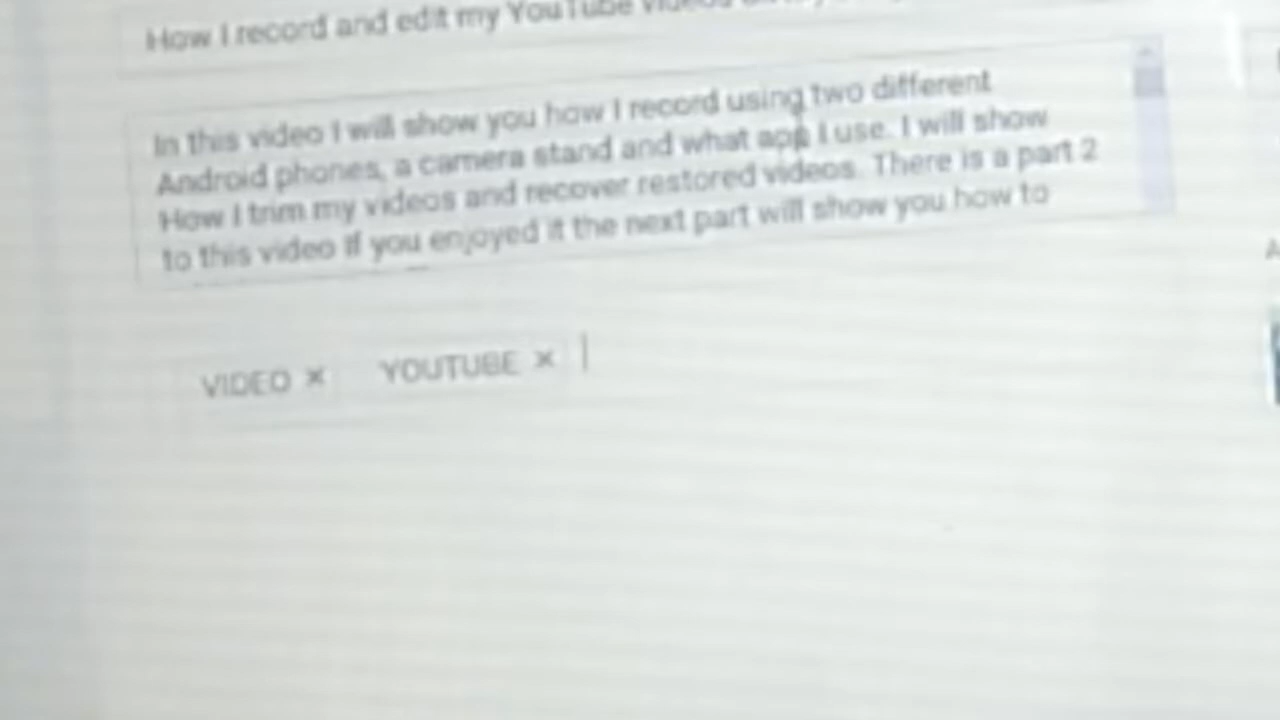 How I record and edit my YouTube videos
In this video I will show you how I record using two different
Android phones, a camera stand and what app I use. I will show
How I trim my videos and recover restored videos. There is a part 2
to this video if you enjoyed it the next part will show you how to
VIDEO × YOUTUBE ×